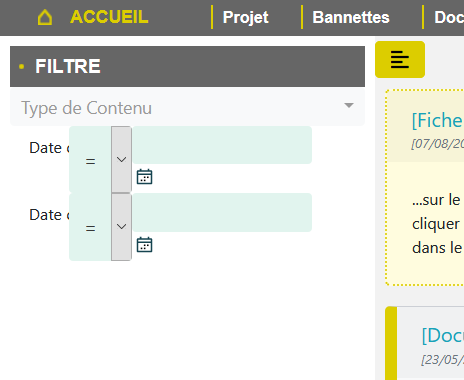 ACCUEIL Projet Bannettes
FILTRE
Type de Contenu
Date
=
Date
=
[Fiche
[07/08/20
...sur le
cliquer
dans le
[Docu
[23/05/